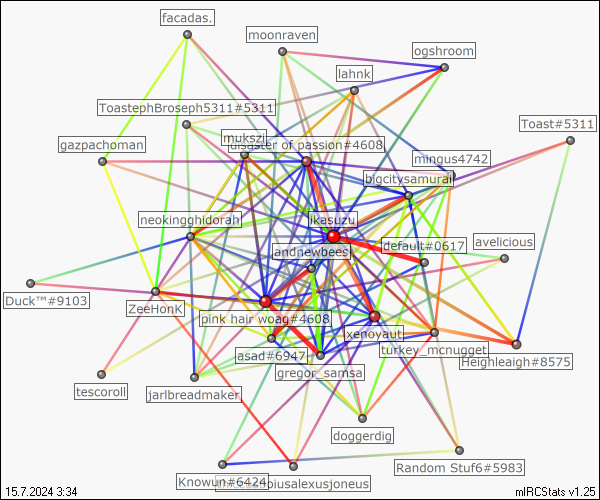 facadas.
moonraven
ogshroom
lahnk
ToastephBroseph5311#5311
Toast#5311
mukszi
disaster of passion#4608
gazpachoman
mingus4742
bigcitysamurai
neokingghidorah
ikasuzu
default#0617
avelicious
andnewbees
Duck™#9103
ZeeHonK
pink hair woag#4608
ixenoyaut
turkey_mcnugget
asad#6947
Heighleaigh#8575
gregor_samsa
tescoroll
jarlbreadmaker
doggerdig
Random Stuf6#5983
Knowun#6424
piusalexusjoneus
15.7.2024 3:34
mIRCStats v1.25